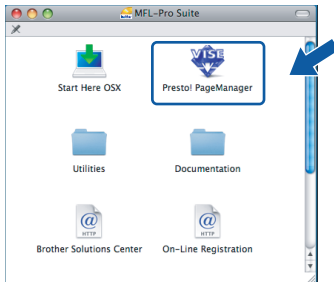 MFL-Pro Suite
VISE
Start Here OSX
Presto! PageManager
Utilities
Documentation
@
HTTP
@
HTTP
Brother Solutions Center
On-Line Registration